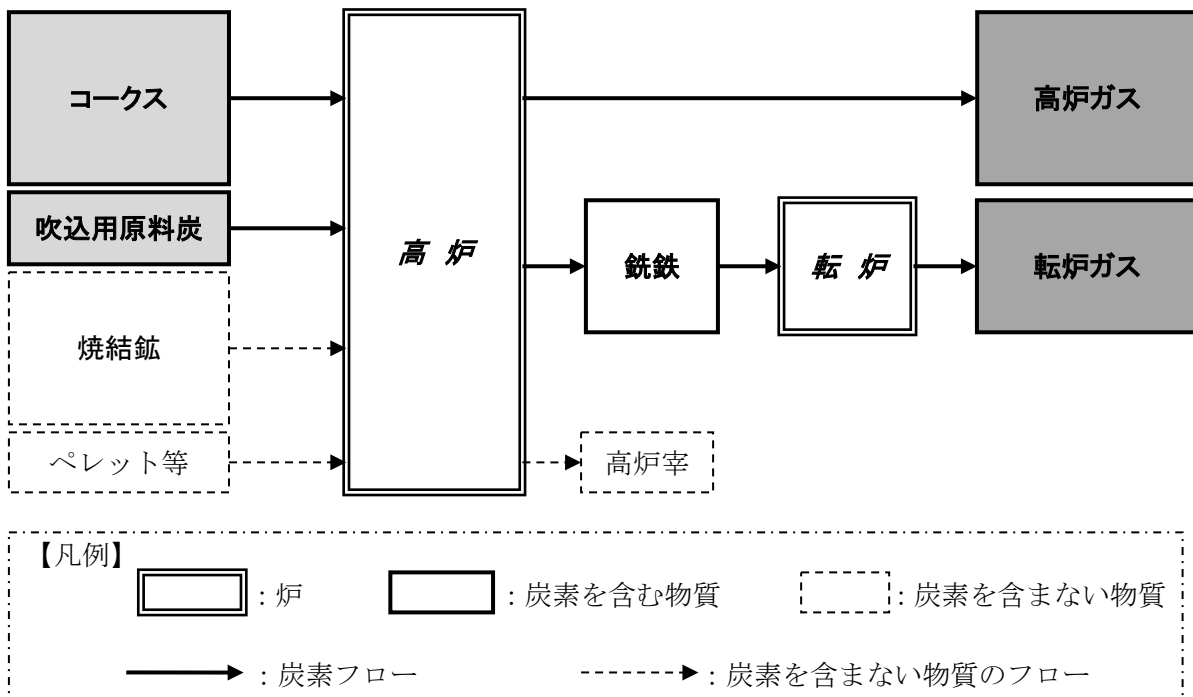 コークス
高炉ガス
吹込用原料炭
高 炉
銑鉄
転 炉
転炉ガス
焼結鉱
ペレット等
高炉宰
【凡例】
: 炉
: 炭素を含む物質
: 炭素を含まない物質
: 炭素フロー
: 炭素を含まない物質のフロー